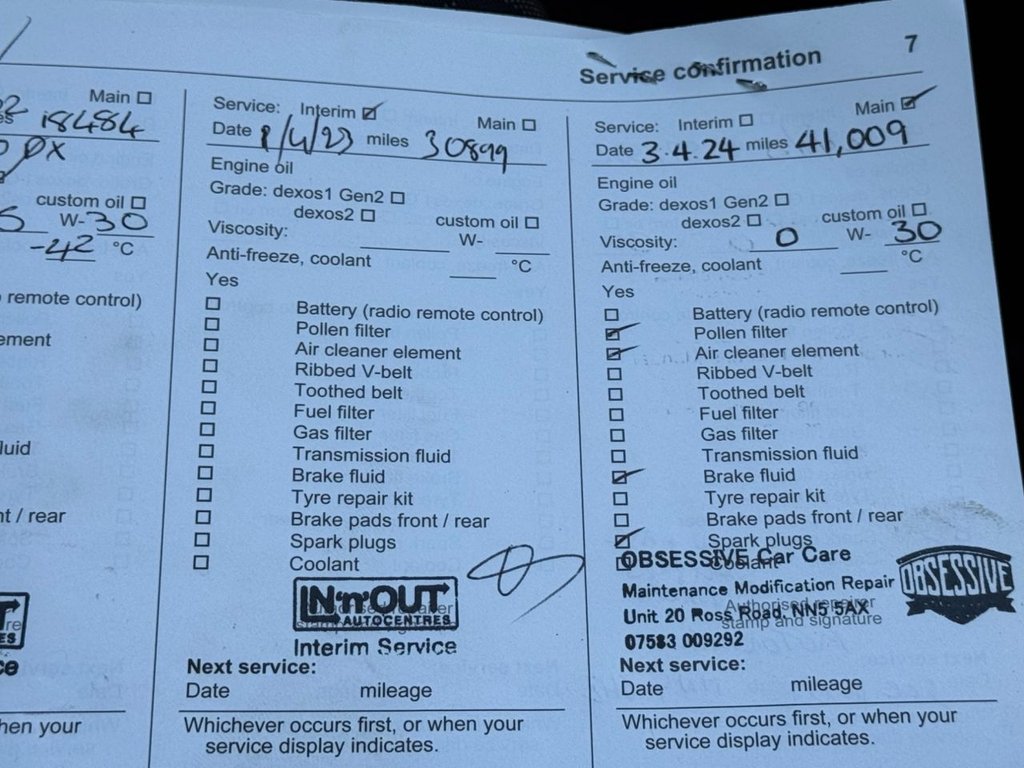 7
Service confirmation
Main
18484
custom oil
W-30
-42 °C
remote control)
ement
luid
nt / rear
hen your
Service: Interim Main
Date miles 30899
Engine oil
Grade: dexos1 Gen2
dexos2 custom oil
Viscosity: W-
Anti-freeze, coolant °C
Yes
Battery (radio remote control)
Pollen filter
Air cleaner element
Ribbed V-belt
Toothed belt
Fuel filter
Gas filter
Transmission fluid
Brake fluid
Tyre repair kit
Brake pads front / rear
Spark plugs
Coolant
IN'n'OUT
AUTOCENTRES
Interim Service
Next service:
Date mileage
Whichever occurs first, or when your
service display indicates.
Service: Interim Main
Date 3.4.24 miles 41,009
Engine oil
Grade: dexos1 Gen2
dexos2 custom oil
Viscosity: 0 W- 30
Anti-freeze, coolant °C
Yes
Battery (radio remote control)
Pollen filter
Air cleaner element
Ribbed V-belt
Toothed belt
Fuel filter
Gas filter
Transmission fluid
Brake fluid
Tyre repair kit
Brake pads front / rear
Spark plugs
Coolant
OBSESSIVE Car Care
Maintenance Modification Repair
OBSESSIVE
Authorised repairer
Unit 20 Ross Road, NN5 5AX
stamp and signature
07583 009292
Next service:
Date mileage
Whichever occurs first, or when your
service display indicates.